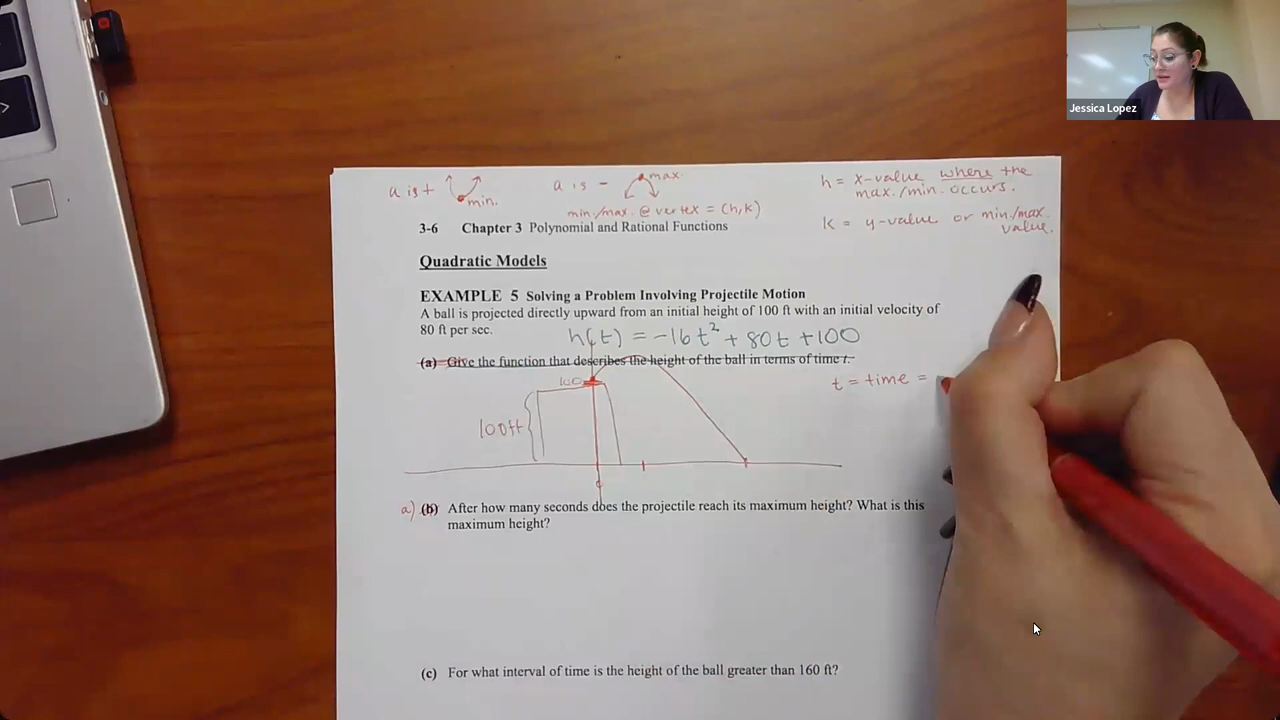 Jessica Lopez
a is + min.
a is - max.
min./max. @ vertex = (h,k)
h = x-value where the
max./min. occurs.
k = y-value or min./max.
value.
3-6 Chapter 3 Polynomial and Rational Functions
Quadratic Models
EXAMPLE 5 Solving a Problem Involving Projectile Motion
A ball is projected directly upward from an initial height of 100 ft with an initial velocity of
80 ft per sec.
h(t) = -16t² + 80t + 100
(a) Give the function that describes the height of the ball in terms of time t.
t = time =
100
100ft
a) (b) After how many seconds does the projectile reach its maximum height? What is this
maximum height?
(c) For what interval of time is the height of the ball greater than 160 ft?